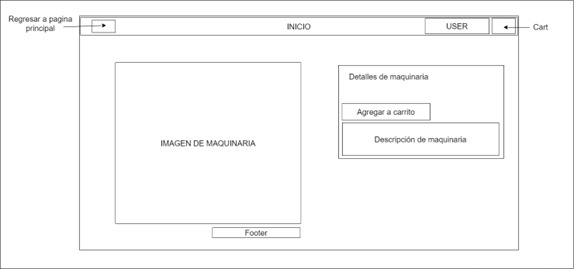 Regresar a pagina
principal
INICIO
USER
Cart
Detalles de maquinaria
Agregar a carrito
Descripción de maquinaria
IMAGEN DE MAQUINARIA
Footer